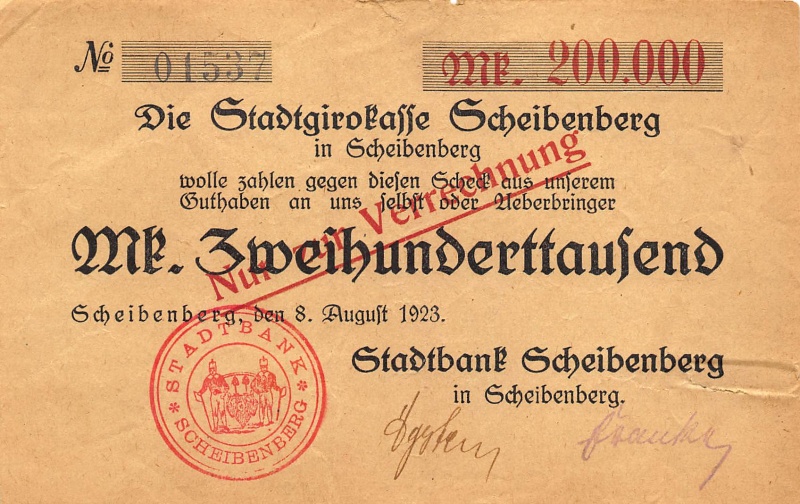 № 01537
Mk. 200.000
Die Stadtgirokasse Scheibenberg
in Scheibenberg
wolle zahlen gegen diesen Scheck aus unserem
Guthaben an uns selbst oder Ueberbringer
Nur zur Verrechnung
Mk. Zweihunderttausend
Scheibenberg, den 8. August 1923.
Stadtbank Scheibenberg
in Scheibenberg.
* STADTBANK *
SCHEIBENBERG